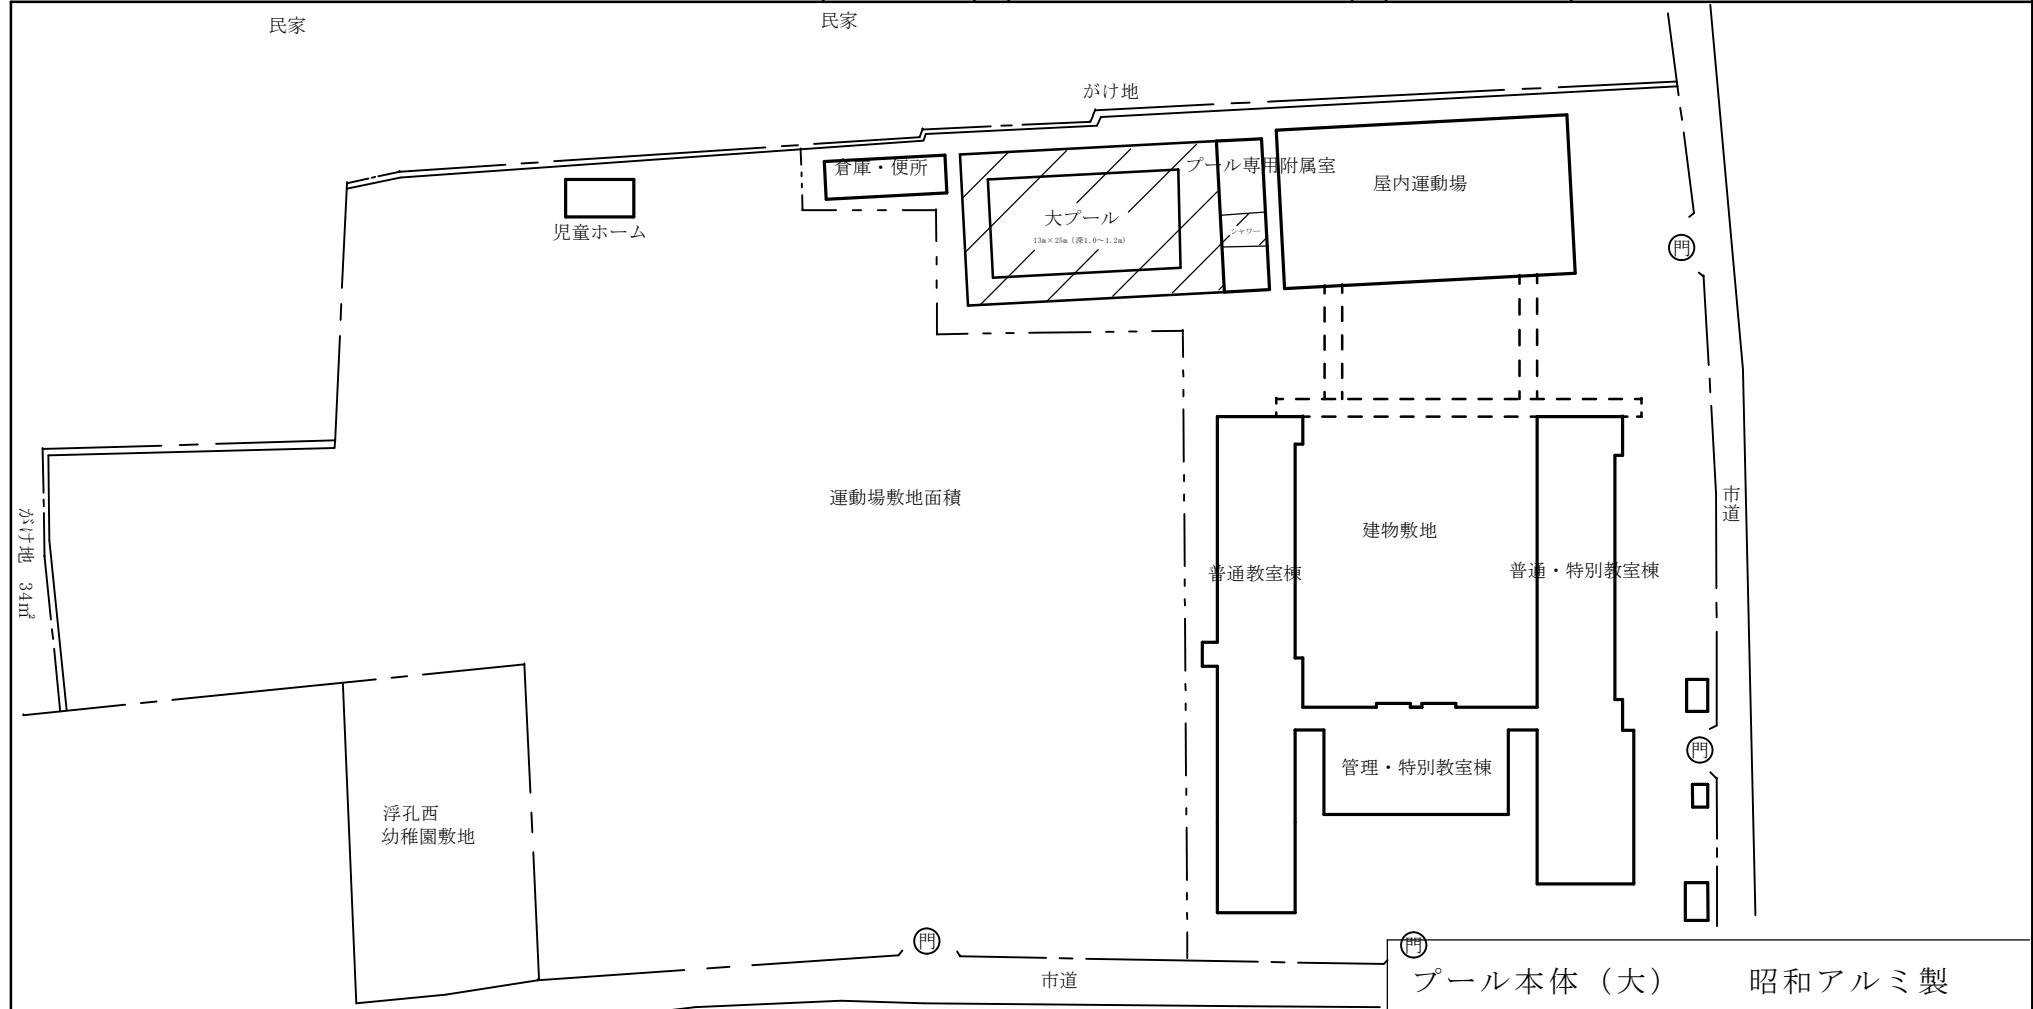 民家
民家
がけ地
倉庫・便所
プール専用附属室
屋内運動場
児童ホーム
大プール
13m×25m（深1.0～1.2m）
シャワー
門
運動場敷地面積
市道
がけ地　34㎡
建物敷地
普通教室棟
普通・特別教室棟
門
管理・特別教室棟
浮孔西
幼稚園敷地
門
門
市道
プール本体（大）　　昭和アルミ製